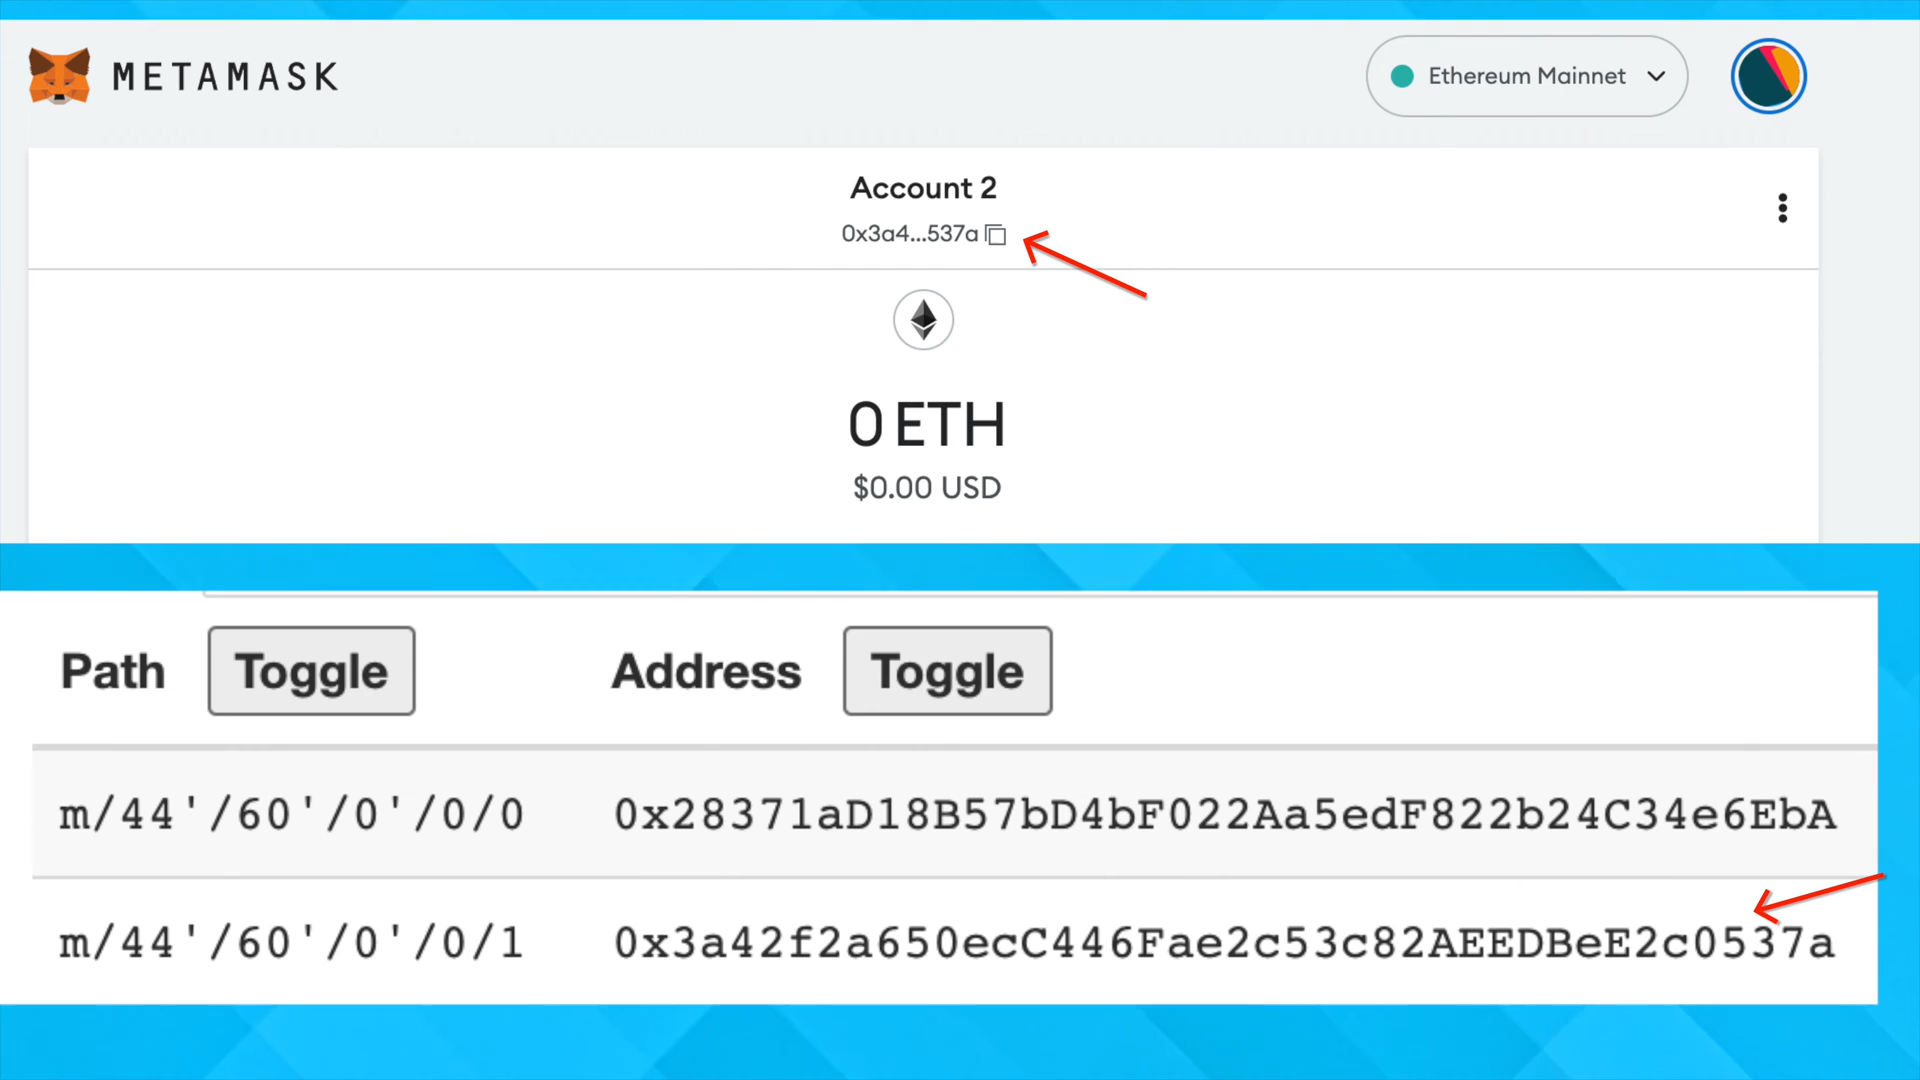 METAMASK
Ethereum Mainnet
Account 2
0x3a4...537a
0 ETH
$0.00 USD
Path Toggle Address Toggle
m/44'/60'/0'/0/0 0x28371aD18B57bD4bF022Aa5edF822b24C34e6EbA
m/44'/60'/0'/0/1 0x3a42f2a650ecC446Fae2c53c82AEEDBeE2c0537a